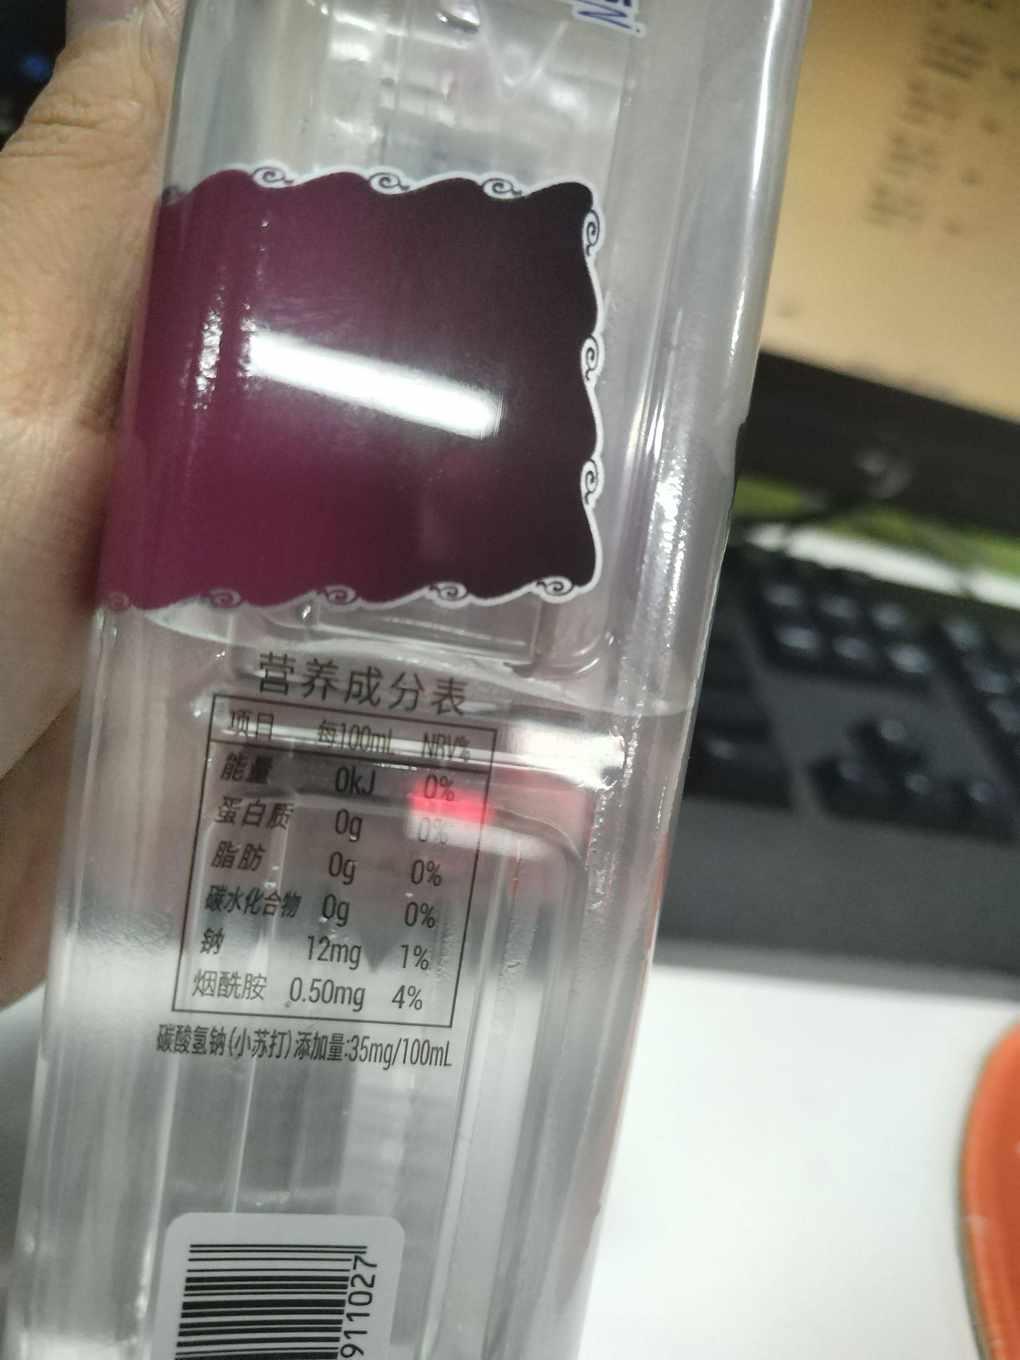 营养成分表
项目 每100mL NRV%
能量 0kJ 0%
蛋白质 0g 0%
脂肪 0g 0%
碳水化合物 0g 0%
钠 12mg 1%
烟酰胺 0.50mg 4%
碳酸氢钠(小苏打)添加量:35mg/100mL
911027